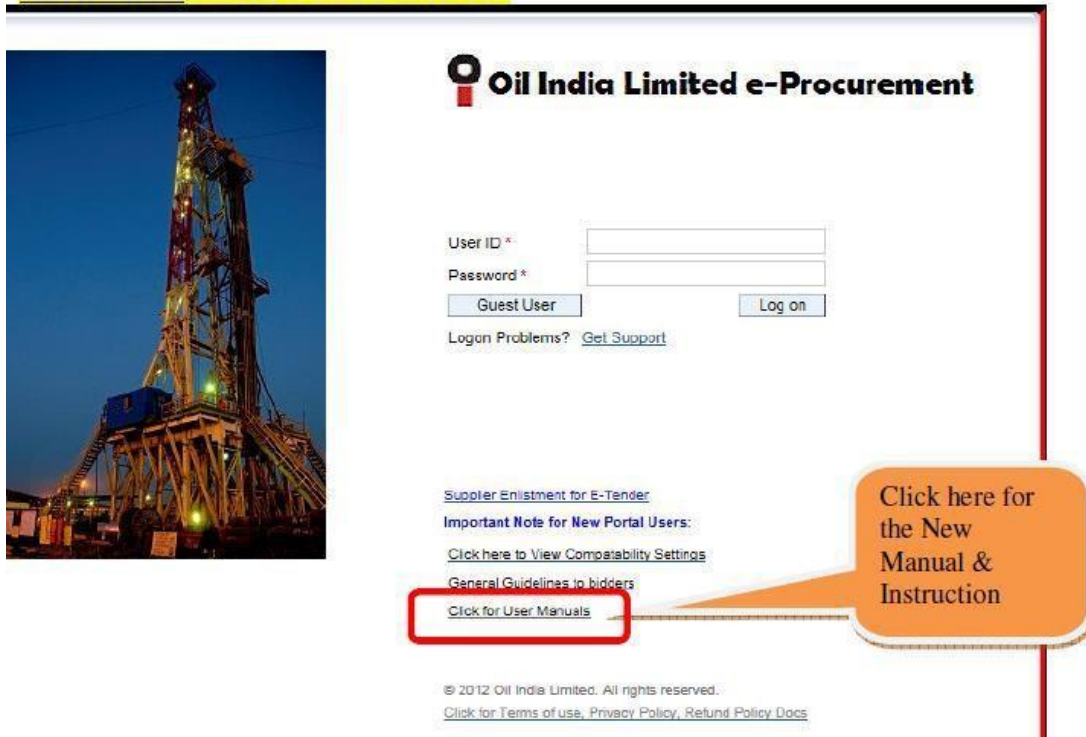 Oil India Limited e-Procurement
User ID *
Password *
Guest User
Log on
Logon Problems? Get Support
Supplier Enlistment for E-Tender
Important Note for New Portal Users:
Click here to View Compatability Settings
General Guidelines to bidders
Click for User Manuals
Click here for
the New
Manual &
Instruction
© 2012 Oil India Limited. All rights reserved.
Click for Terms of use, Privacy Policy, Refund Policy Docs